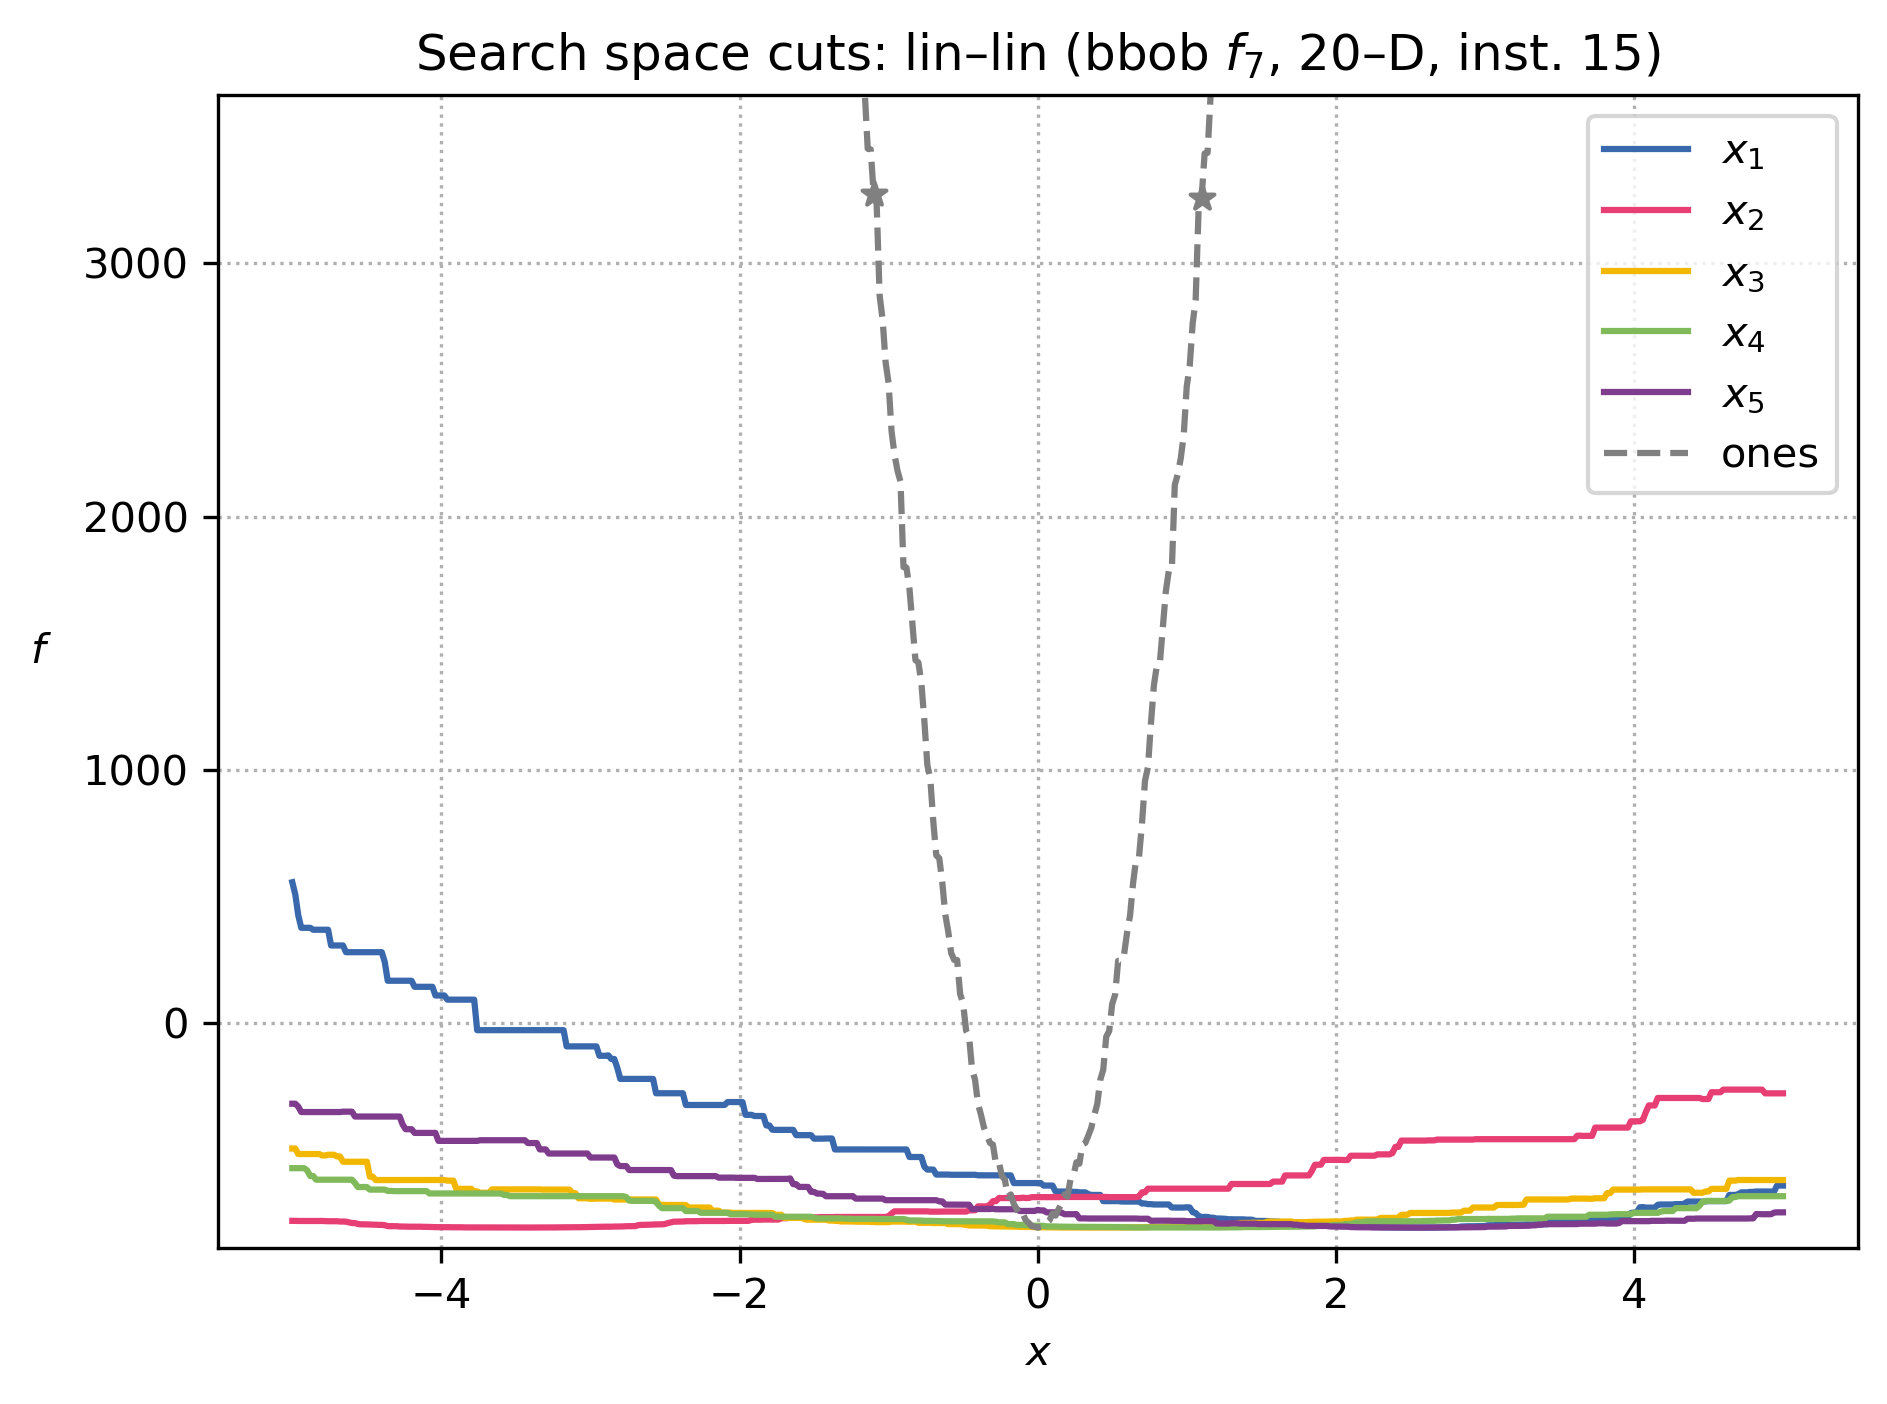 Search space cuts: lin–lin (bbob f₇, 20–D, inst. 15)
x₁
x₂
x₃
x₄
x₅
ones
3000
2000
1000
0
f
−4
−2
0
2
4
x